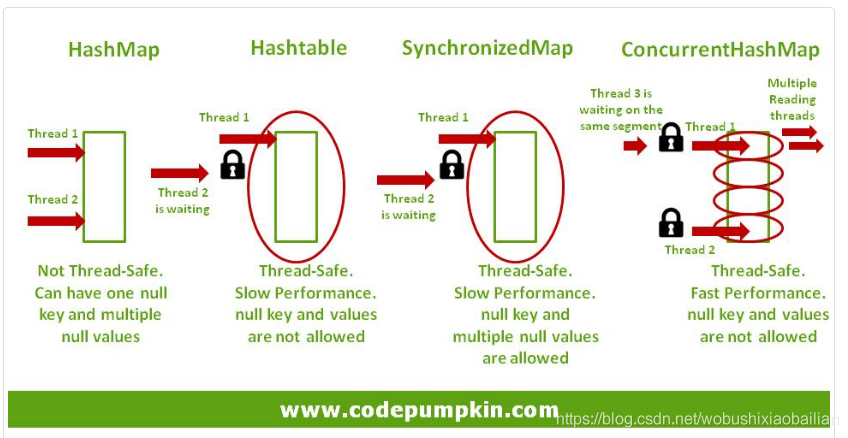 HashMap
Hashtable
SynchronizedMap
ConcurrentHashMap
Thread 1
Thread 2
Not Thread-Safe.
Can have one null
key and multiple
null values
Thread 1
Thread 2
is waiting
Thread-Safe.
Slow Performance.
null key and values
are not allowed
Thread 1
Thread 2
is waiting
Thread-Safe.
Slow Performance.
null key and
multiple null values
are allowed
Thread 3 is
waiting on the
same segment
Thread 1
Multiple
Reading
threads
Thread 2
Thread-Safe.
Fast Performance.
null key and values
are not allowed
www.codepumpkin.com
https://blog.csdn.net/wobushixiaobailian